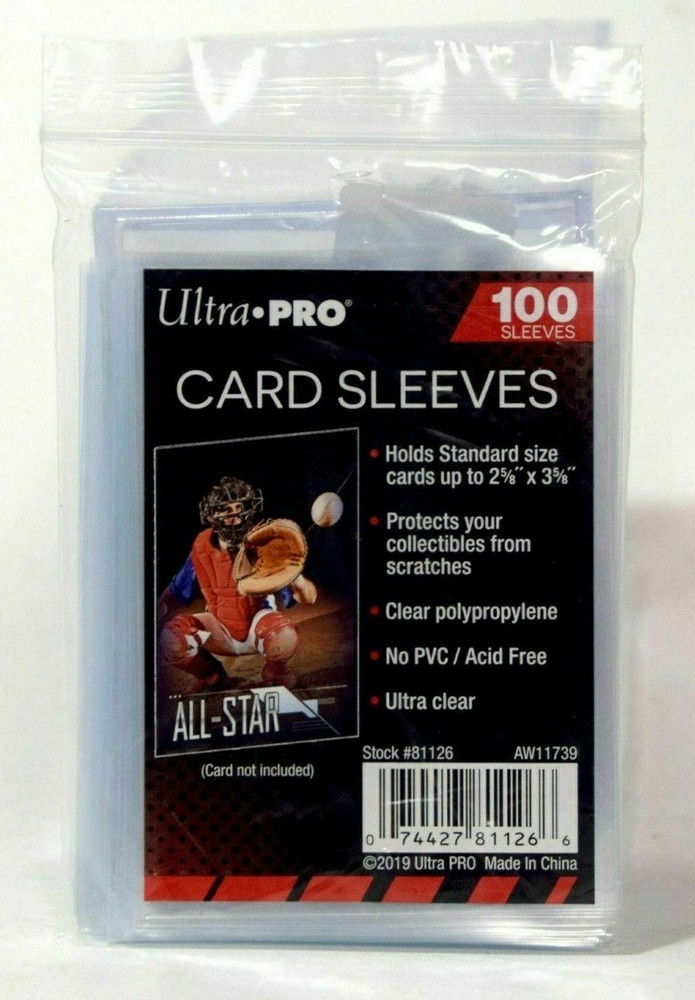 Ultra•PRO®
100
SLEEVES
CARD SLEEVES
• Holds Standard size
cards up to 2⅝" x 3⅝"
• Protects your
collectibles from
scratches
• Clear polypropylene
• No PVC / Acid Free
• Ultra clear
ALL-STAR
(Card not included)
Stock #81126 AW11739
0 74427 81126 6
©2019 Ultra PRO Made In China